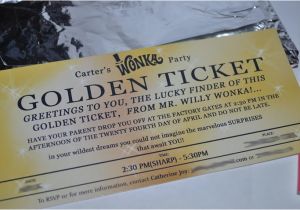 Carter's WONKA Party
GOLDEN TICKET
GREETINGS TO YOU, THE LUCKY FINDER OF THIS
GOLDEN TICKET, FROM MR. WILLY WONKA...
HAVE YOUR PARENT DROP YOU OFF AT THE FACTORY GATES AT 2:30 PM IN THE
AFTERNOON OF THE TWENTY FOURTH DAY OF APRIL, AND DO NOT BE LATE.
In your wildest dreams you could not imagine the marvelous SURPRISES
that await YOU!!
TIME:
2:30 PM(SHARP) - 5:30PM
To RSVP or for more information, contact Catherine